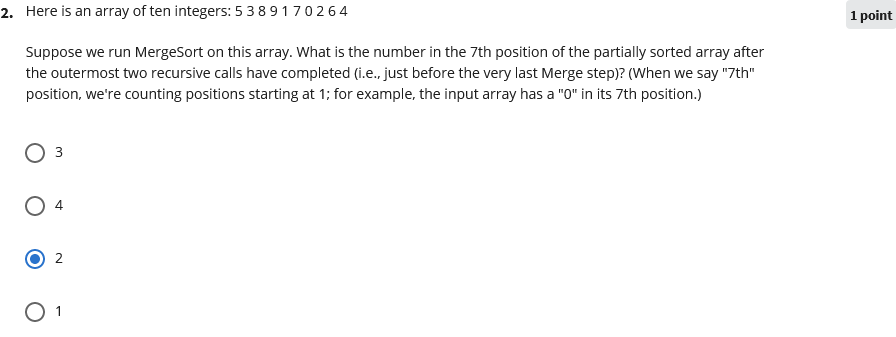 2. Here is an array of ten integers: 5 3 8 9 1 7 0 2 6 4
1 point
Suppose we run MergeSort on this array. What is the number in the 7th position of the partially sorted array after
the outermost two recursive calls have completed (i.e., just before the very last Merge step)? (When we say "7th"
position, we're counting positions starting at 1; for example, the input array has a "0" in its 7th position.)
3
4
2
1